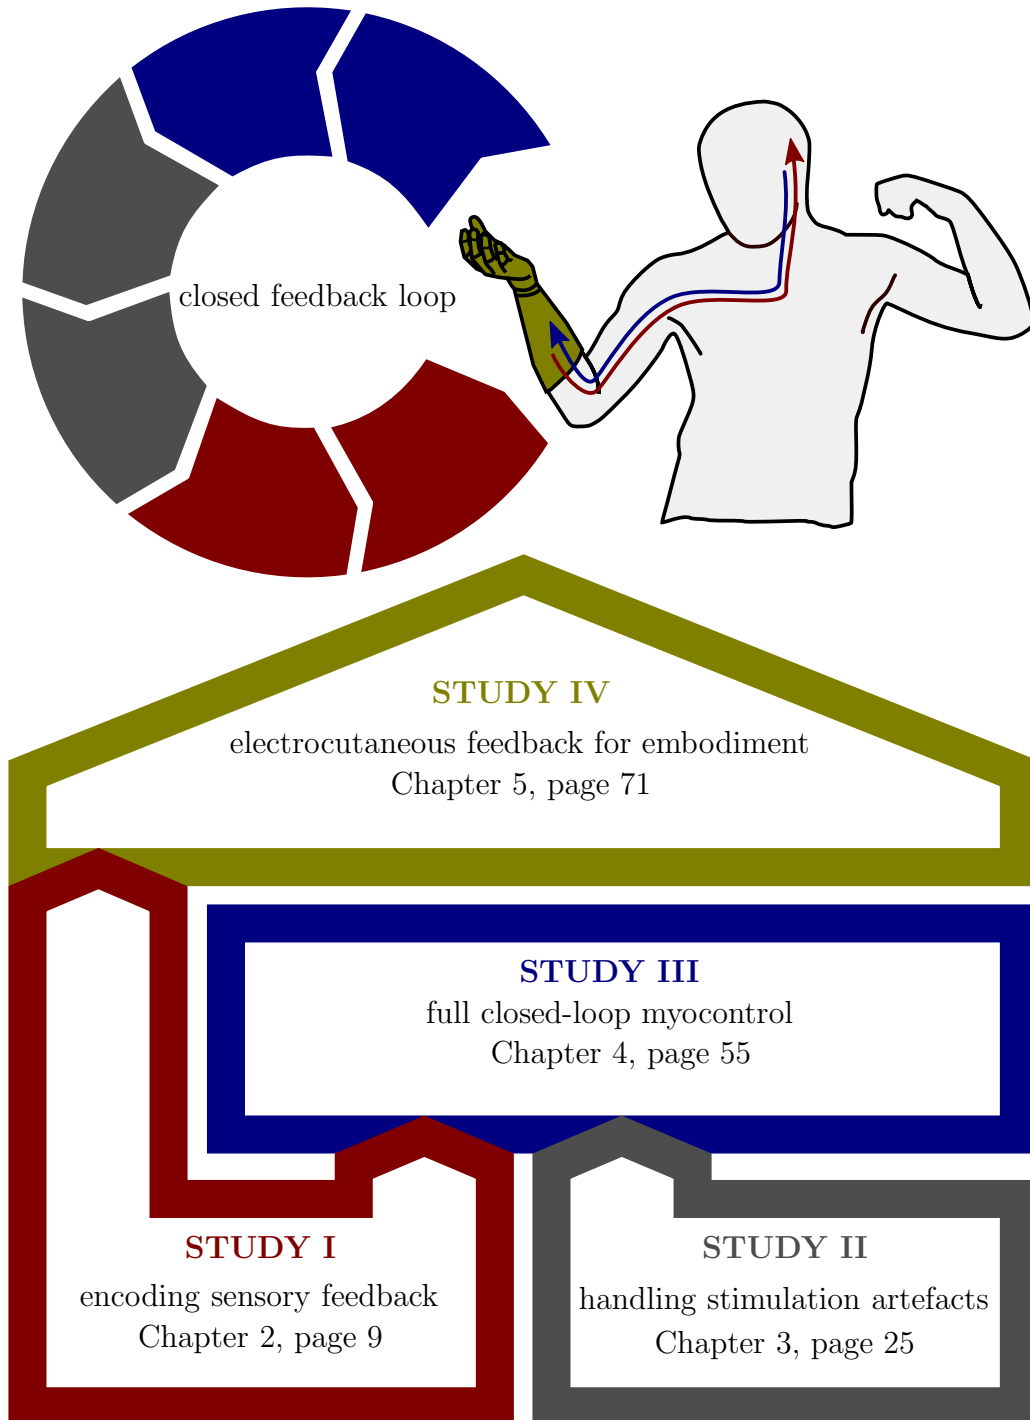 closed feedback loop
STUDY IV
electrocutaneous feedback for embodiment
Chapter 5, page 71
STUDY III
full closed-loop myocontrol
Chapter 4, page 55
STUDY I
encoding sensory feedback
Chapter 2, page 9
STUDY II
handling stimulation artefacts
Chapter 3, page 25